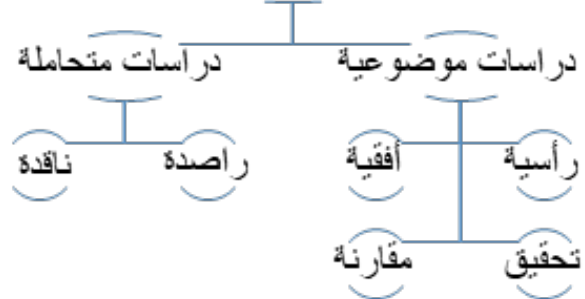 دراسات موضوعية
دراسات متحاملة
رأسية
أفقية
راصدة
ناقدة
تحقيق
مقارنة